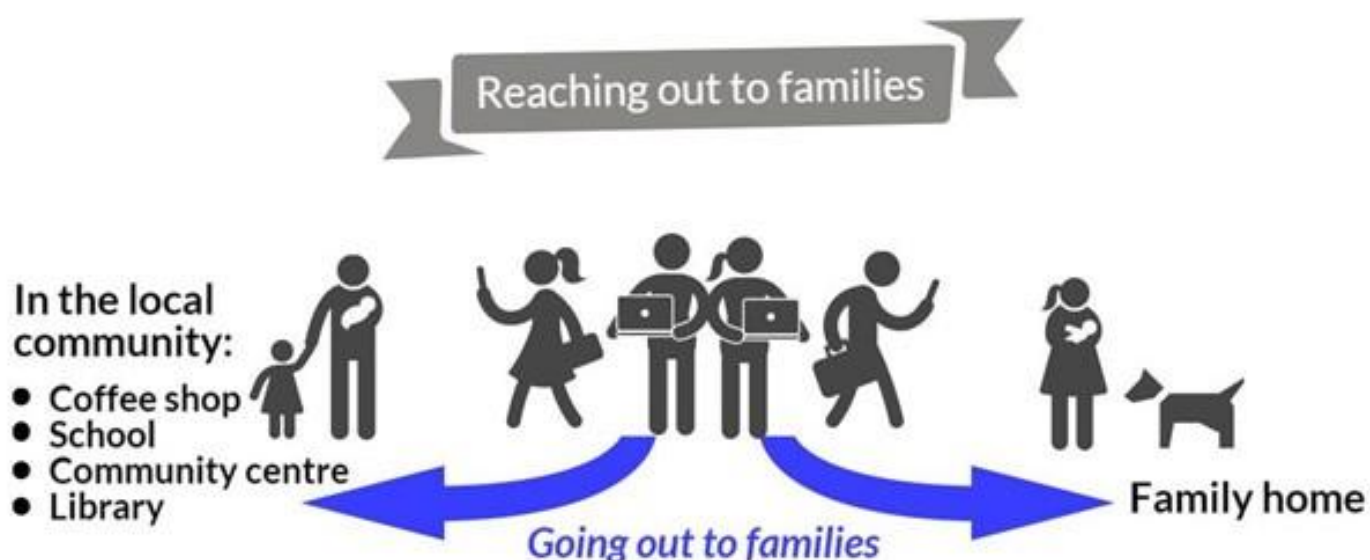 Reaching out to families
In the local
community:
• Coffee shop
• School
• Community centre
• Library
Family home
Going out to families